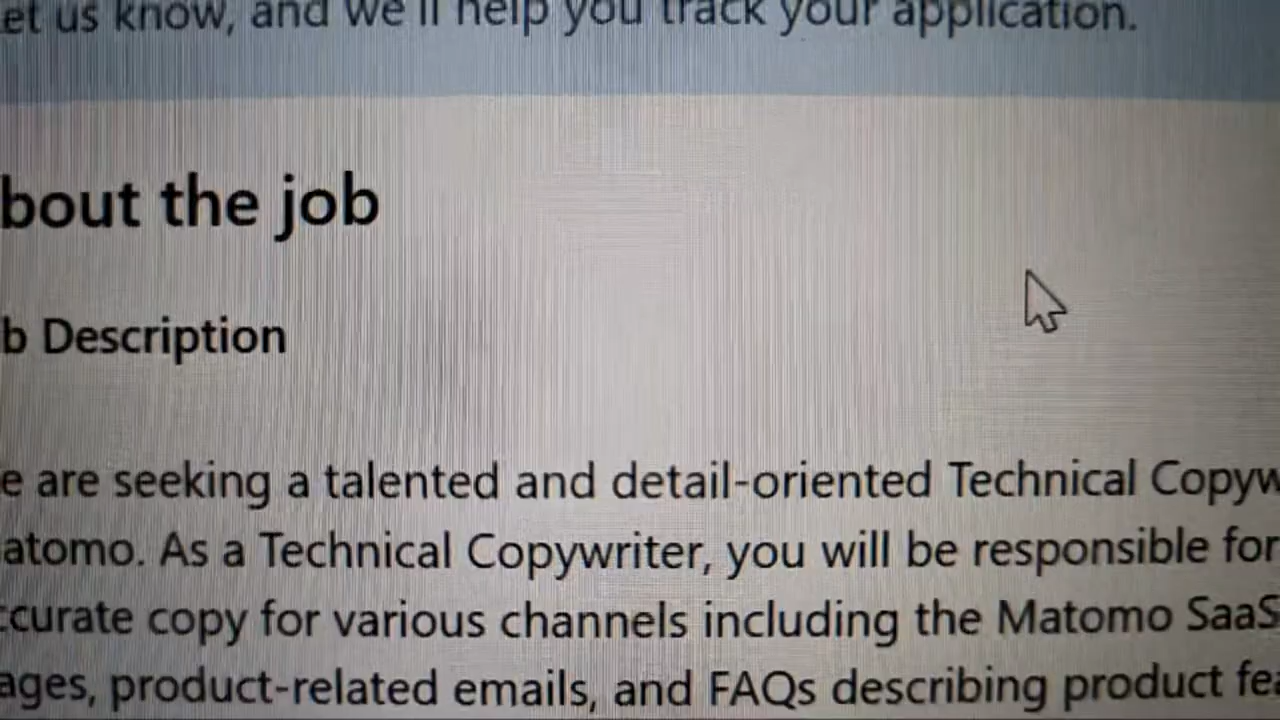 et us know, and we'll help you track your application.
bout the job
b Description
e are seeking a talented and detail-oriented Technical Copyw
atomo. As a Technical Copywriter, you will be responsible for
ccurate copy for various channels including the Matomo SaaS
ages, product-related emails, and FAQs describing product fea